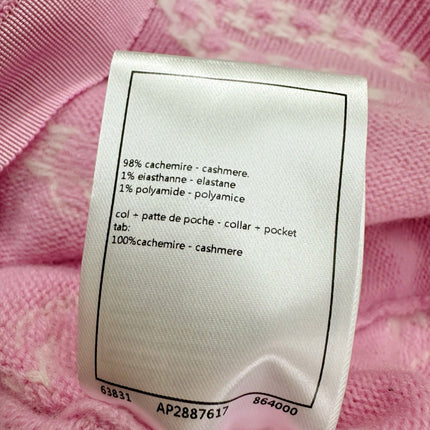 98% cachemire - cashmere.
1% eiasthanne - elastane
1% polyamide - polyamice
col + patte de poche - collar + pocket
tab:
100%cachemire - cashmere
63831 AP2887617 864000